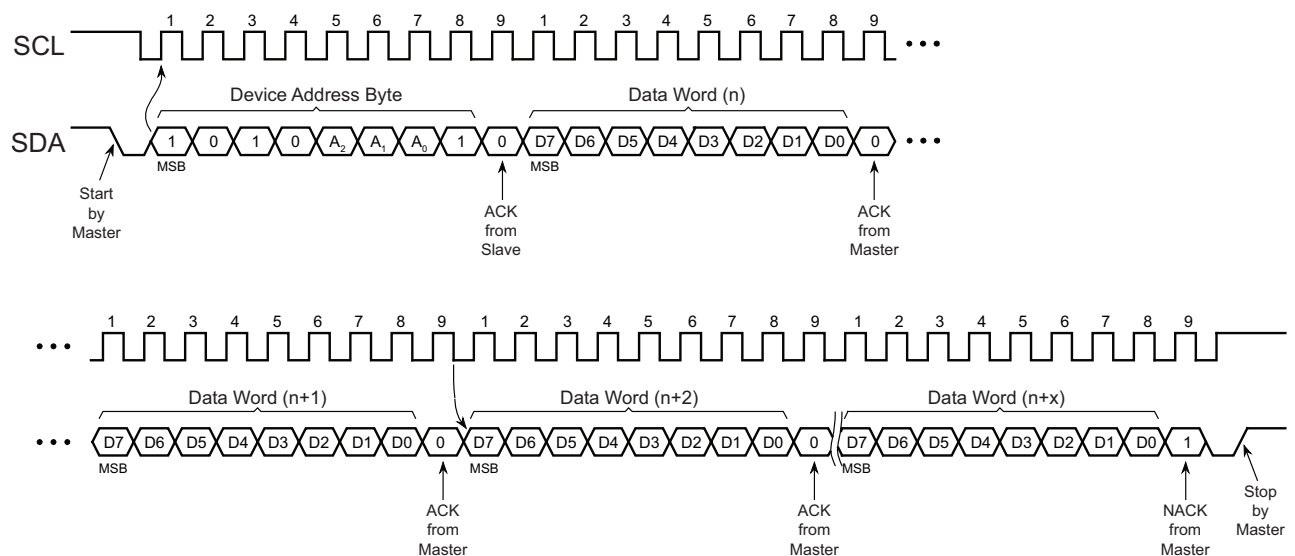 1 2 3 4 5 6 7 8 9 1 2 3 4 5 6 7 8 9
SCL
Device Address Byte Data Word (n)
SDA 1 0 1 0 A2 A1 A0 1 0 D7 D6 D5 D4 D3 D2 D1 D0 0
MSB MSB
Start
by
Master
ACK
from
Slave
ACK
from
Master
1 2 3 4 5 6 7 8 9 1 2 3 4 5 6 7 8 9 1 2 3 4 5 6 7 8 9
Data Word (n+1) Data Word (n+2) Data Word (n+x)
D7 D6 D5 D4 D3 D2 D1 D0 0 D7 D6 D5 D4 D3 D2 D1 D0 0 D7 D6 D5 D4 D3 D2 D1 D0 1
MSB MSB MSB
ACK
from
Master
ACK
from
Master
NACK
from
Master
Stop
by
Master